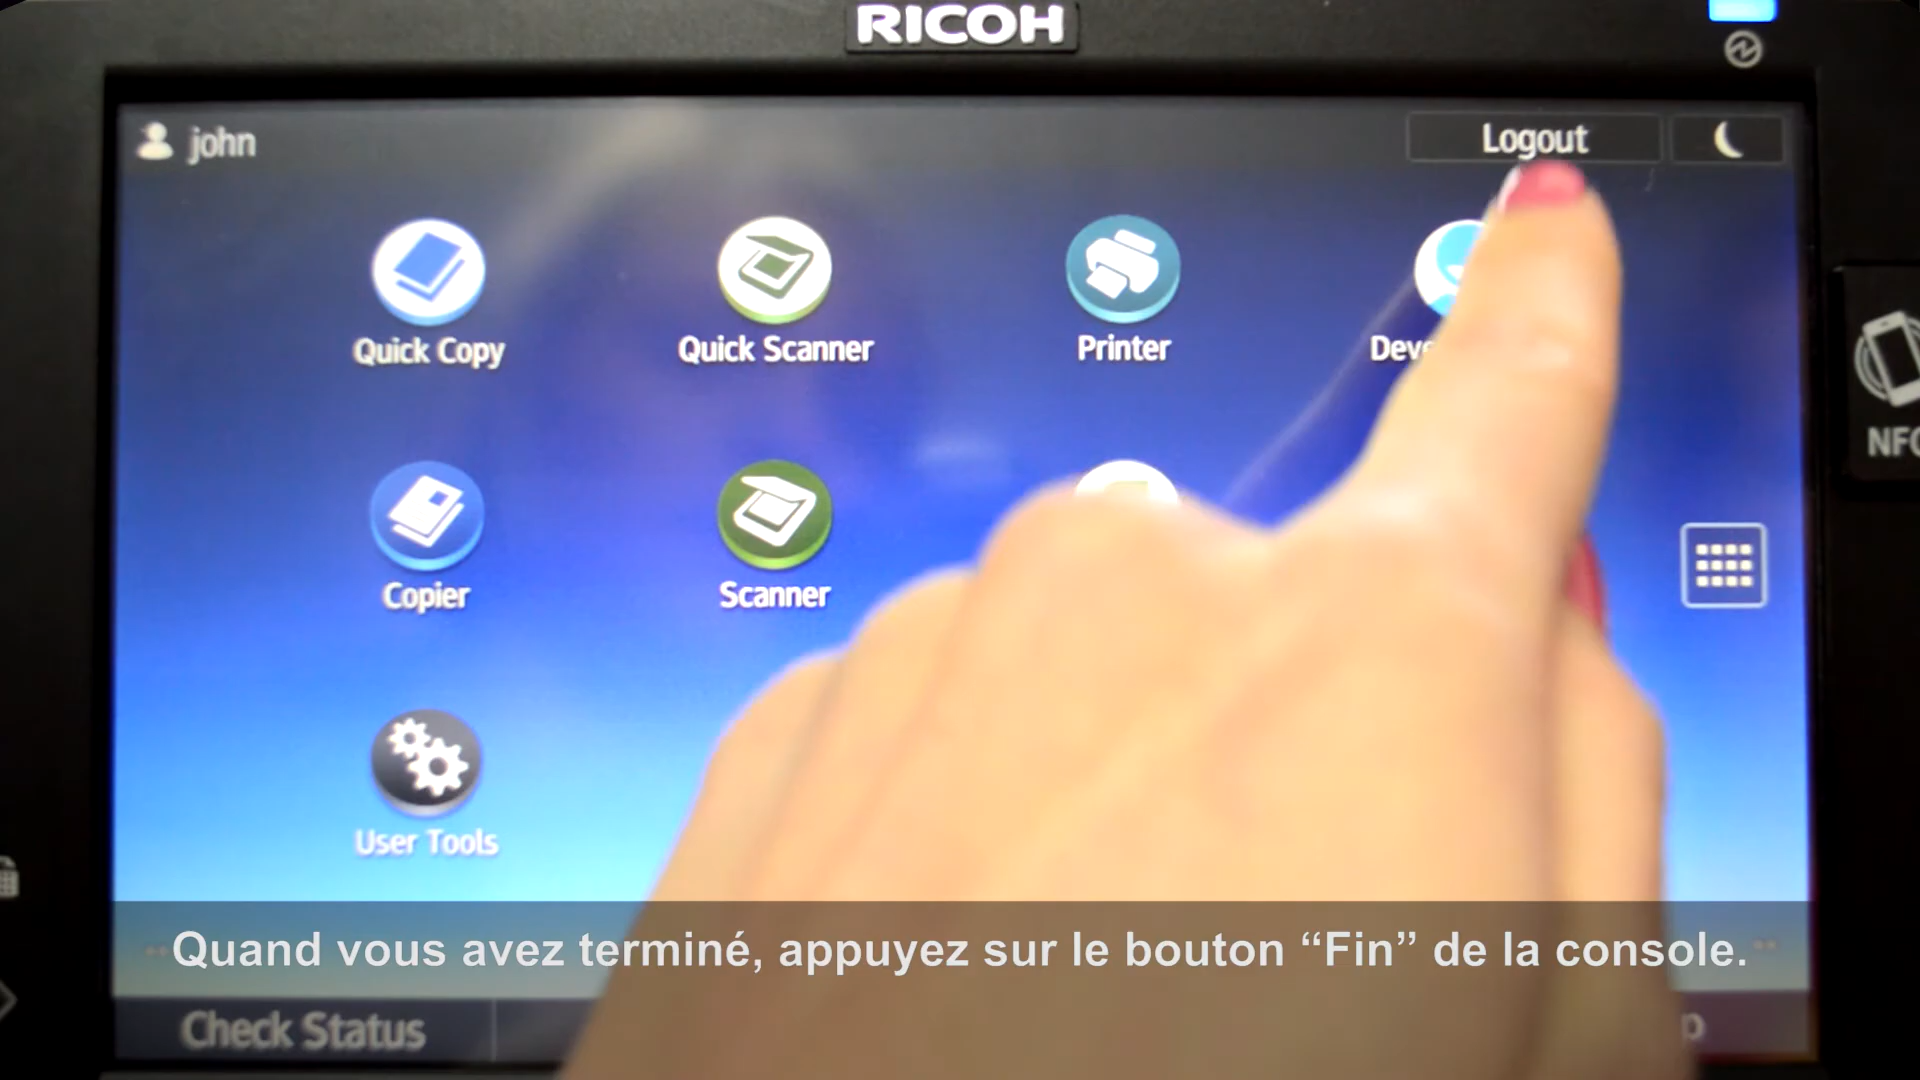 RICOH
john
Logout
Quick Copy
Quick Scanner
Printer
NFC
Copier
Scanner
User Tools
Quand vous avez terminé, appuyez sur le bouton “Fin” de la console.
Check Status